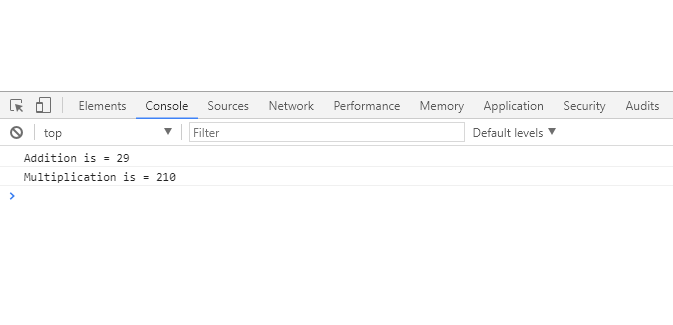 Elements Console Sources Network Performance Memory Application Security Audits
top Filter Default levels
Addition is = 29
Multiplication is = 210